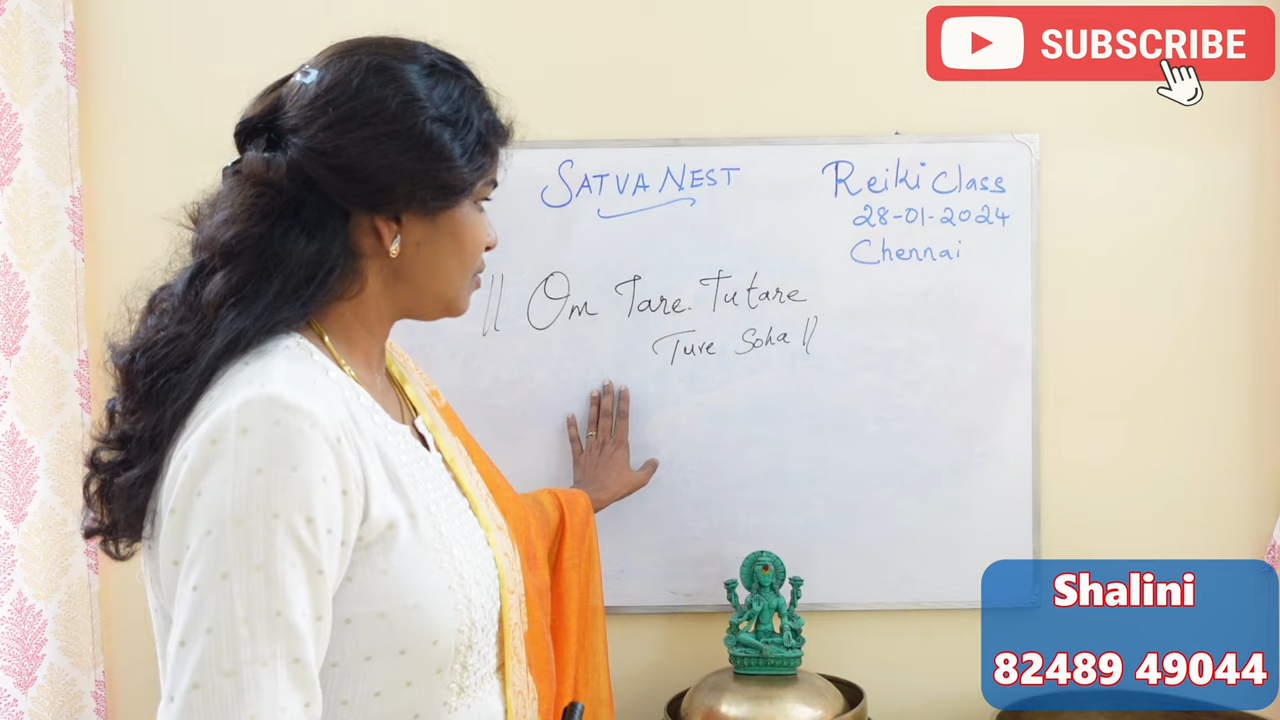 SUBSCRIBE
SATVA NEST
Reiki Class
28-01-2024
Chennai
|| Om Tare Tutare
Ture Soha ||
Shalini
82489 49044